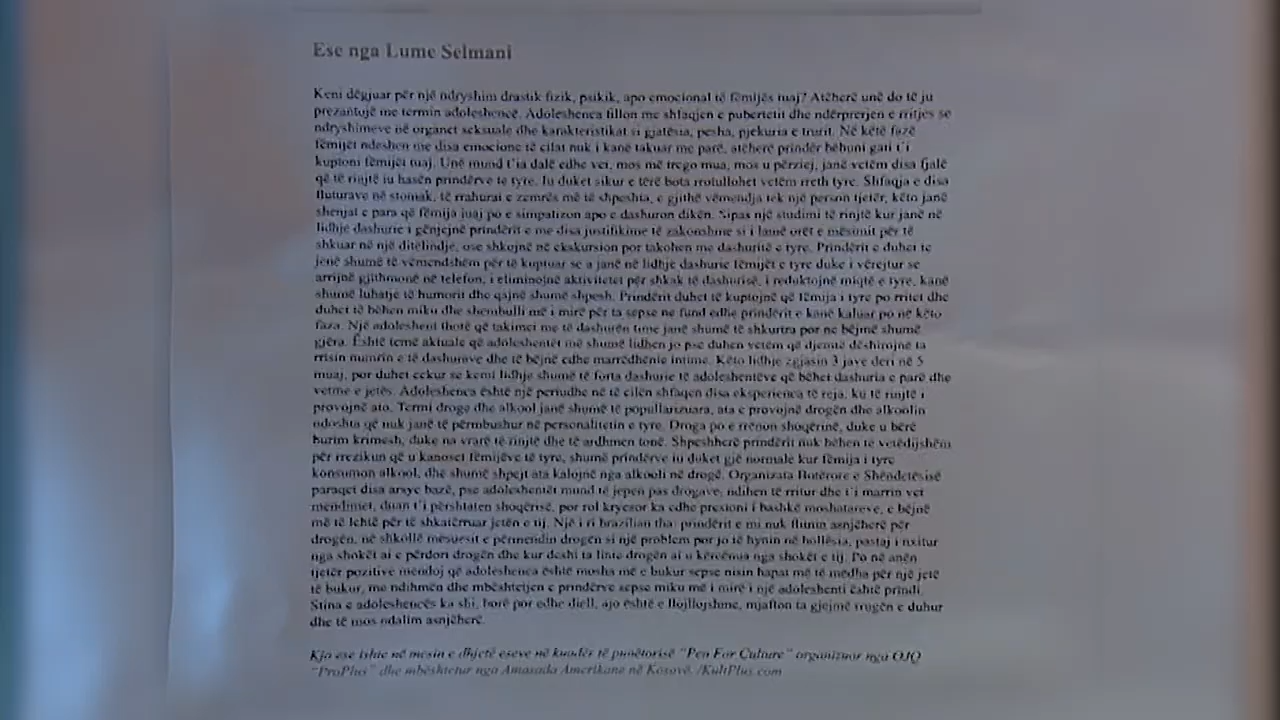 Ese nga Lume Selmani
Keni dëgjuar për një ndryshim drastik fizik, psikik, apo emocional të fëmijës tuaj? Atëherë unë do të ju
prezantojë me termin adoleshencë. Adoleshenca fillon me shfaqjen e pubertetit dhe ndërprerjen e rritjes se
ndryshimeve në organet seksuale dhe karakteristikat si gjatësia, pesha, pjekuria e trurit. Në këtë fazë
fëmijët ndeshen me disa emocione të cilat nuk i kanë takuar me parë, atëherë prindër bëhuni gati t'i
kuptoni fëmijët tuaj. Unë mund t'ia dalë edhe vet, mos më trego mua, mos u përziej, janë vetëm disa fjalë
që të rinjtë iu hasën prindërve te tyre. Iu duket sikur e tërë bota rrotullohet vetëm rreth tyre. Shfaqja e disa
fluturave në stomak, të rrahurat e zemrës më të shpeshta, e gjithë vëmendja tek një person tjetër, këto janë
shenjat e para që fëmija juaj po e simpatizon apo e dashuron dikën. Sipas një studimi të rinjtë kur janë në
lidhje dashurie i gënjejnë prindërit e me disa justifikime të zakonshme si i lamë orët e mësimit për të
shkuar në një ditëlindje, ose shkojnë në ekskursion por takohen me dashuritë e tyre. Prindërit e duhet te
jenë shumë të vëmendshëm për të kuptuar se a janë në lidhje dashurie fëmijët e tyre duke i vërejtur se
arrijnë gjithmonë në telefon, i eliminojnë aktivitetet për shkak të dashurisë, i reduktojnë miqtë e tyre, kanë
shumë luhatje të humorit dhe qajnë shumë shpesh. Prindërit duhet të kuptojnë që fëmija i tyre po rritet dhe
duhet të bëhen miku dhe shembulli më i mirë për ta sepse në fund edhe prindërit e kanë kaluar po në këto
faza. Një adoleshent thotë që takimet me të dashurën time janë shumë të shkurtra por ne bëjmë shumë
gjëra. Është temë aktuale që adoleshentët më shumë lidhen jo pse duhen vetëm që djemtë dëshirojnë ta
rrisin numrin e të dashurave dhe të bëjnë edhe marrëdhënie intime. Këto lidhje zgjasin 3 javë deri në 5
muaj, por duhet cekur se kemi lidhje shumë të forta dashurie të adoleshentëve që bëhet dashuria e parë dhe
vetme e jetës. Adoleshenca është një periudhë në të cilën shfaqen disa eksperienca të reja, ku të rinjtë i
provojnë ato. Termi droge dhe alkool janë shumë të popullarizuara, ata e provojnë drogën dhe alkoolin
ndoshta që nuk janë të përmbushur në personalitetin e tyre. Droga po e rrënon shoqërinë, duke u bërë
burim krimesh, duke na vrarë të rinjtë dhe të ardhmen tonë. Shpeshherë prindërit nuk bëhen të vetëdijshëm
për rrezikun që u kanoset fëmijëve të tyre, shumë prindërve iu duket gjë normale kur fëmija i tyre
konsumon alkool, dhe shumë shpejt ata kalojnë nga alkooli në drogë. Organizata Botërore e Shëndetësisë
paraqet disa arsye bazë, pse adoleshentët mund të jepen pas drogave; ndihen të rritur dhe t'i marrin vet
mendimet, duan t'i përshtaten shoqërisë, por rol kryesor ka edhe presioni i bashkë moshatarëve, e bëjnë
më të lehtë për të shkatërruar jetën e tij. Një i ri brazilian tha: prindërit e mi nuk flisnin asnjëherë për
drogën, në shkollë mësuesit e përmendin drogën si një problem por jo të hynin në hollësia, pastaj i nxitur
nga shokët ai e përdori drogën dhe kur deshi ta linte drogën ai u kërcënua nga shokët e tij. Po në anën
tjetër pozitive mendoj që adoleshenca është mosha më e bukur sepse nisin hapat më të mëdha për një jetë
të bukur, me ndihmën dhe mbështetjen e prindërve sepse miku më i mirë i një adoleshenti është prindi.
Stina e adoleshencës ka shi, borë por edhe diell, ajo është e llojllojshme, mjafton ta gjejmë rrugën e duhur
dhe të mos ndalim asnjëherë.
Kjo ese ishte në mesin e dhjetë eseve në kuadër të punëtorisë "Pen For Culture" organizuar nga OJQ
"ProPlus" dhe mbështetur nga Amasada Amerikane në Kosovë. /KultPlus.com